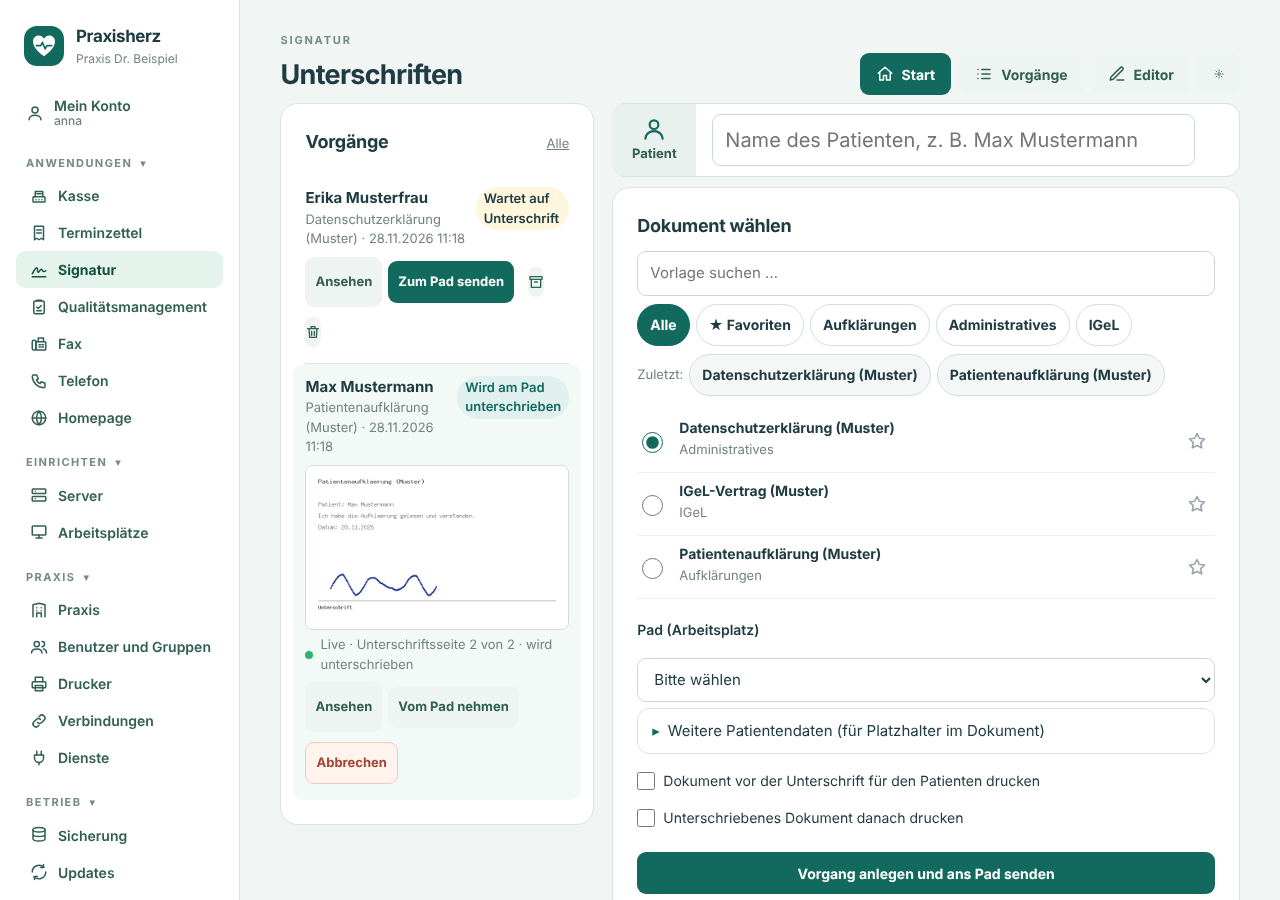 Praxisherz
Praxis Dr. Beispiel
Mein Konto
anna
ANWENDUNGEN ▾
Kasse
Terminzettel
Signatur
Qualitätsmanagement
Fax
Telefon
Homepage
EINRICHTEN ▾
Server
Arbeitsplätze
PRAXIS ▾
Praxis
Benutzer und Gruppen
Drucker
Verbindungen
Dienste
BETRIEB ▾
Sicherung
Updates
SIGNATUR
Unterschriften
Start
Vorgänge
Editor
Vorgänge
Alle
Erika Musterfrau
Wartet auf
Unterschrift
Datenschutzerklärung
(Muster) · 28.11.2026 11:18
Ansehen
Zum Pad senden
Max Mustermann
Wird am Pad
unterschrieben
Patientenaufklärung
(Muster) · 28.11.2026
11:18
Patientenaufklaerung (Muster)
Patient: Max Mustermann
Ich habe die Aufklaerung gelesen und verstanden.
Datum: 28.11.2026
Unterschrift
Live · Unterschriftsseite 2 von 2 · wird
unterschrieben
Ansehen
Vom Pad nehmen
Abbrechen
Patient
Name des Patienten, z. B. Max Mustermann
Dokument wählen
Vorlage suchen ...
Alle
★ Favoriten
Aufklärungen
Administratives
IGeL
Zuletzt:
Datenschutzerklärung (Muster)
Patientenaufklärung (Muster)
Datenschutzerklärung (Muster)
Administratives
IGeL-Vertrag (Muster)
IGeL
Patientenaufklärung (Muster)
Aufklärungen
Pad (Arbeitsplatz)
Bitte wählen
▸ Weitere Patientendaten (für Platzhalter im Dokument)
Dokument vor der Unterschrift für den Patienten drucken
Unterschriebenes Dokument danach drucken
Vorgang anlegen und ans Pad senden